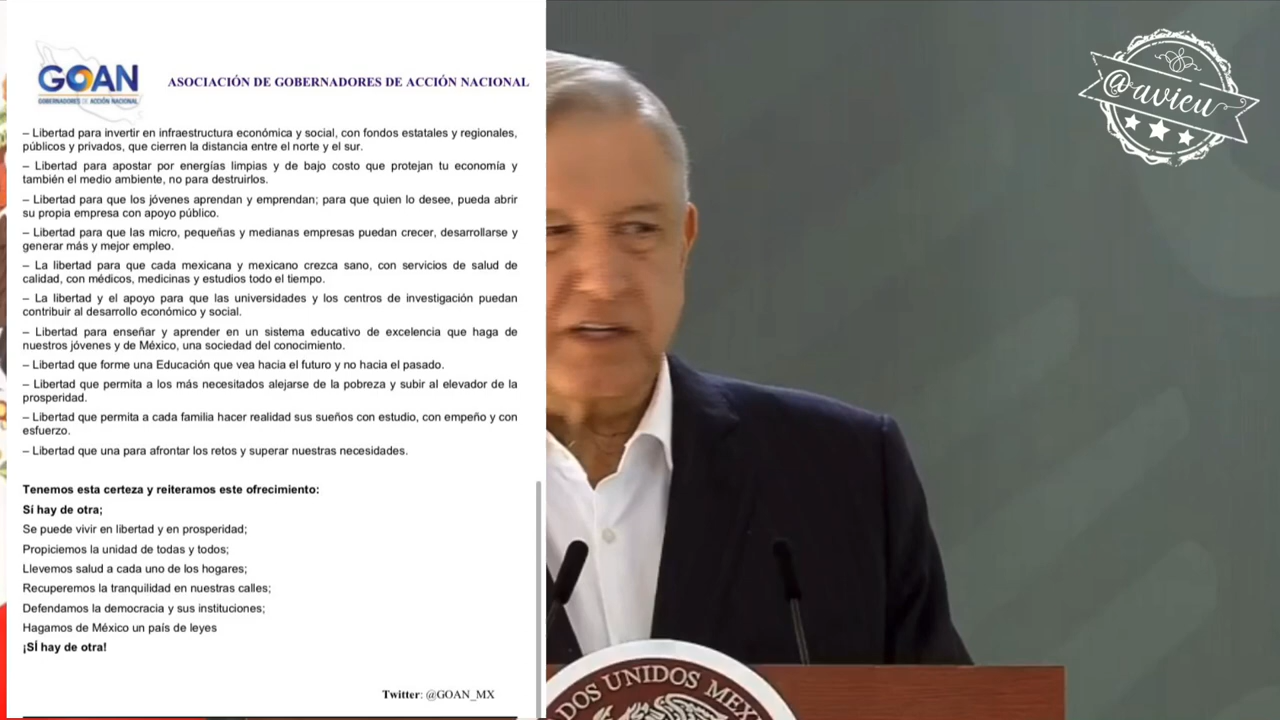 GOAN
GOBERNADORES DE ACCIÓN NACIONAL
ASOCIACIÓN DE GOBERNADORES DE ACCIÓN NACIONAL
– Libertad para invertir en infraestructura económica y social, con fondos estatales y regionales,
públicos y privados, que cierren la distancia entre el norte y el sur.
– Libertad para apostar por energías limpias y de bajo costo que protejan tu economía y
también el medio ambiente, no para destruirlos.
– Libertad para que los jóvenes aprendan y emprendan; para que quien lo desee, pueda abrir
su propia empresa con apoyo público.
– Libertad para que las micro, pequeñas y medianas empresas puedan crecer, desarrollarse y
generar más y mejor empleo.
– La libertad para que cada mexicana y mexicano crezca sano, con servicios de salud de
calidad, con médicos, medicinas y estudios todo el tiempo.
– La libertad y el apoyo para que las universidades y los centros de investigación puedan
contribuir al desarrollo económico y social.
– Libertad para enseñar y aprender en un sistema educativo de excelencia que haga de
nuestros jóvenes y de México, una sociedad del conocimiento.
– Libertad que forme una Educación que vea hacia el futuro y no hacia el pasado.
– Libertad que permita a los más necesitados alejarse de la pobreza y subir al elevador de la
prosperidad.
– Libertad que permita a cada familia hacer realidad sus sueños con estudio, con empeño y con
esfuerzo.
– Libertad que una para afrontar los retos y superar nuestras necesidades.
Tenemos esta certeza y reiteramos este ofrecimiento:
Sí hay de otra;
Se puede vivir en libertad y en prosperidad;
Propiciemos la unidad de todas y todos;
Llevemos salud a cada uno de los hogares;
Recuperemos la tranquilidad en nuestras calles;
Defendamos la democracia y sus instituciones;
Hagamos de México un país de leyes
¡SÍ hay de otra!
Twitter: @GOAN_MX
@avieu
DOS UNIDOS MEX